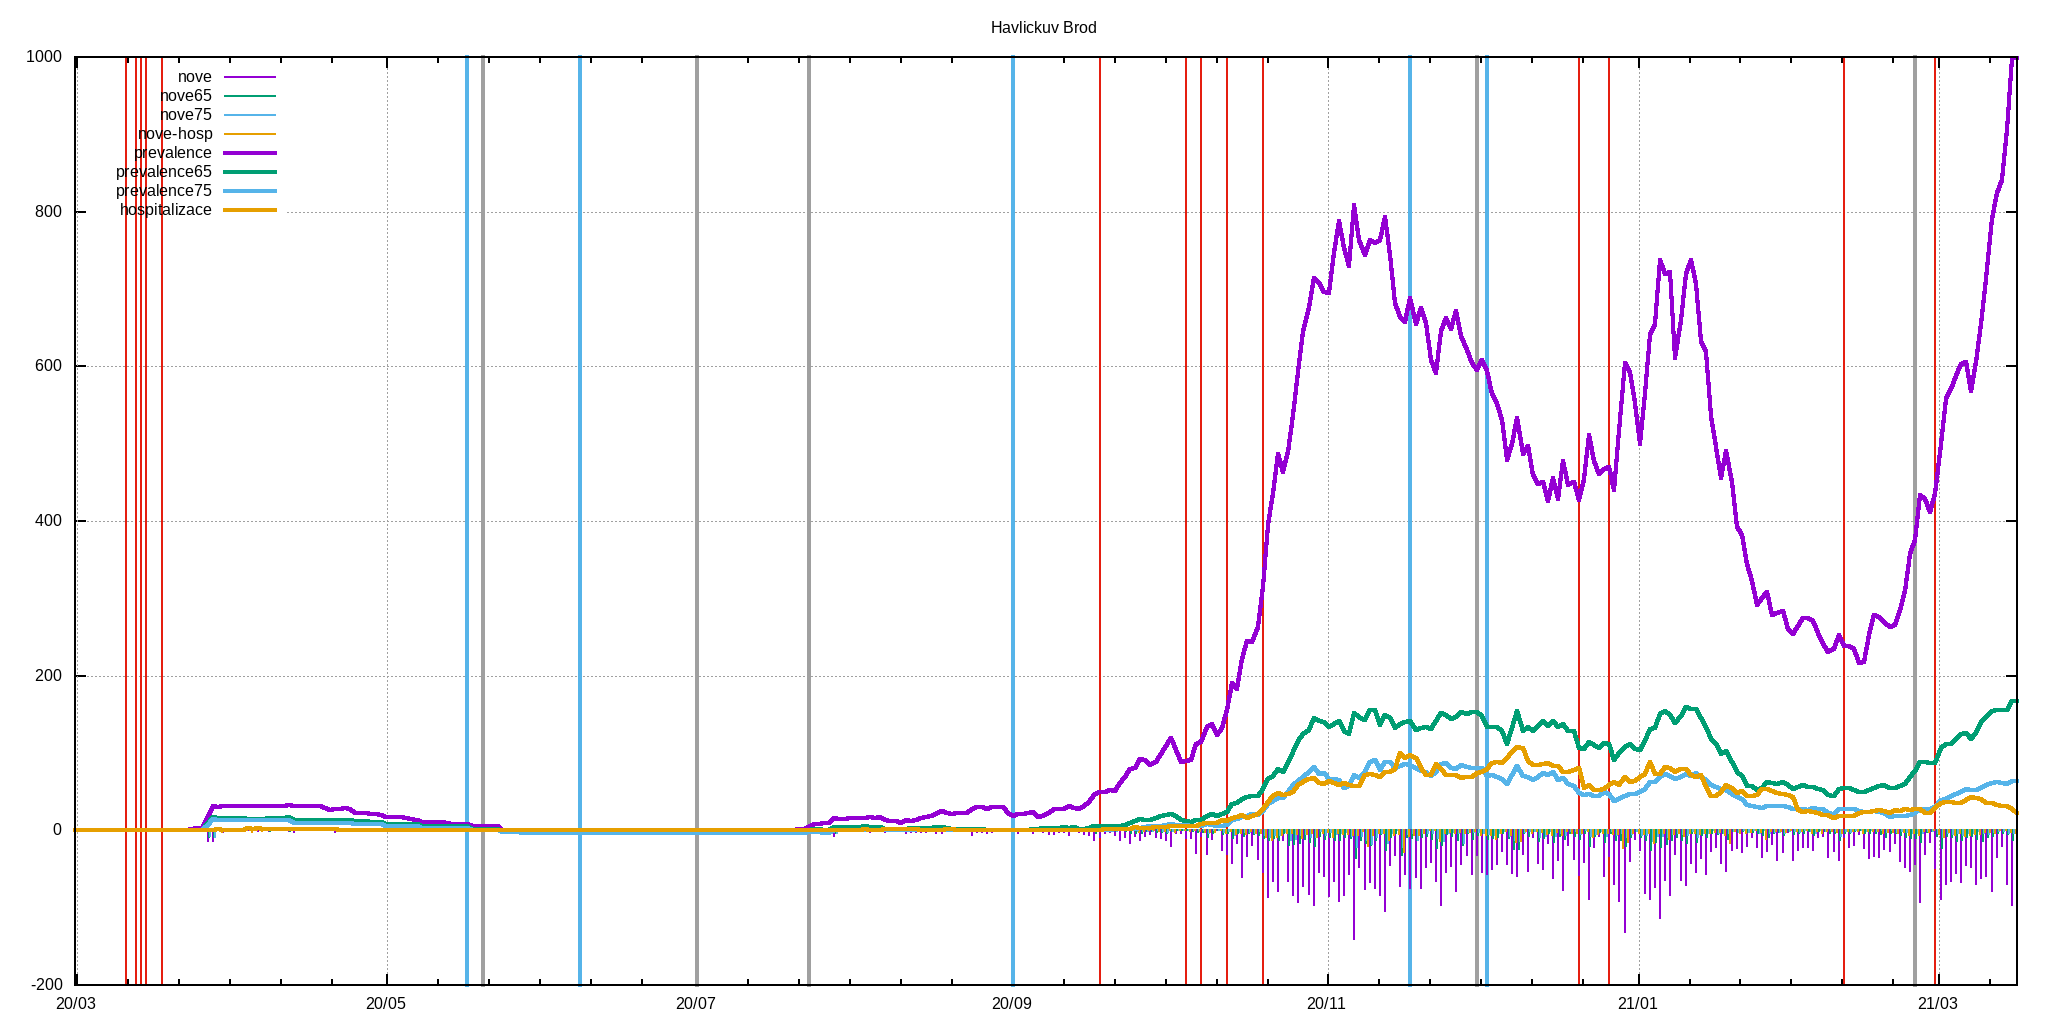 Havlickuv Brod
1000
nove
nove65
nove75
nove-hosp
prevalence
prevalence65
prevalence75
hospitalizace
800
600
400
200
0
-200
20/03 20/05 20/07 20/09 20/11 21/01 21/03